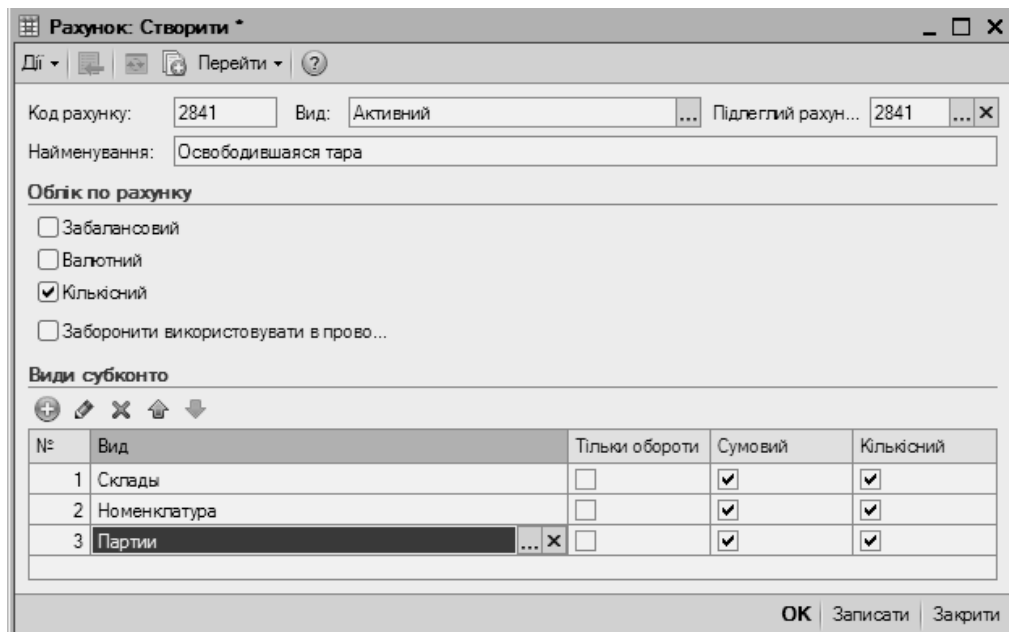 Рахунок: Створити *
Дії Перейти ?
Код рахунку: 2841 Вид: Активний ... Підлеглий рахун... 2841 ...
Найменування: Освободившаяся тара
Облік по рахунку
Забалансовий
Валютний
Кількісний
Заборонити використовувати в прово...
Види субконто
№ Вид Тільки обороти Сумовий Кількісний
1 Склады
2 Номенклатура
3 Партии ...
OK Записати Закрити